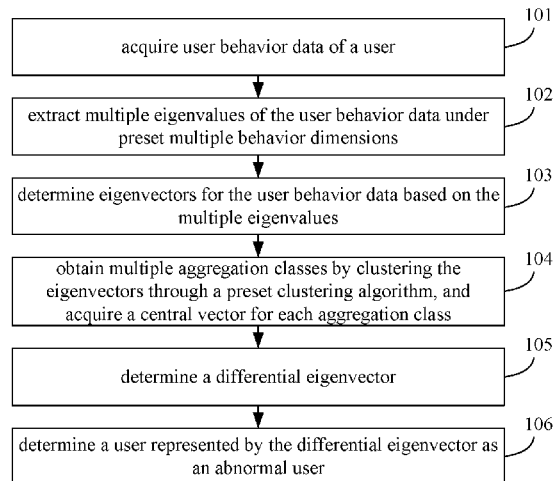 101
acquire user behavior data of a user
102
extract multiple eigenvalues of the user behavior data under
preset multiple behavior dimensions
103
determine eigenvectors for the user behavior data based on the
multiple eigenvalues
104
obtain multiple aggregation classes by clustering the
eigenvectors through a preset clustering algorithm, and
acquire a central vector for each aggregation class
105
determine a differential eigenvector
106
determine a user represented by the differential eigenvector as
an abnormal user